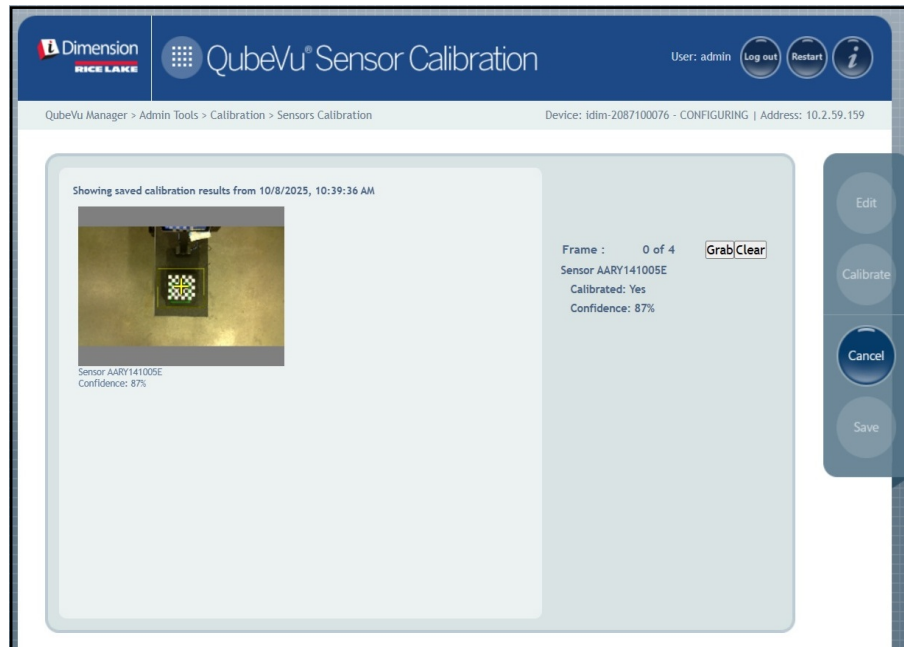 iDimension
RICE LAKE
QubeVu® Sensor Calibration
User: admin
Log out
Restart
i
QubeVu Manager > Admin Tools > Calibration > Sensors Calibration
Device: idim-2087100076 - CONFIGURING | Address: 10.2.59.159
Showing saved calibration results from 10/8/2025, 10:39:36 AM
Sensor AARY141005E
Confidence: 87%
Frame : 0 of 4 Grab Clear
Sensor AARY141005E
Calibrated: Yes
Confidence: 87%
Edit
Calibrate
Cancel
Save